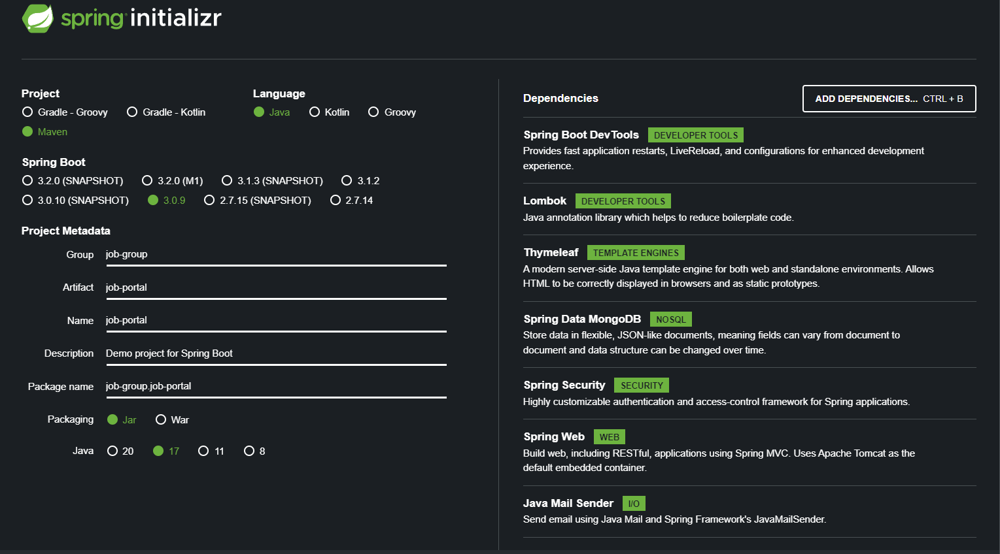 spring initializr
Project
Gradle - Groovy Gradle - Kotlin
Maven
Language
Java Kotlin Groovy
Spring Boot
3.2.0 (SNAPSHOT) 3.2.0 (M1) 3.1.3 (SNAPSHOT) 3.1.2
3.0.10 (SNAPSHOT) 3.0.9 2.7.15 (SNAPSHOT) 2.7.14
Project Metadata
Group job-group
Artifact job-portal
Name job-portal
Description Demo project for Spring Boot
Package name job-group.job-portal
Packaging Jar War
Java 20 17 11 8
Dependencies
ADD DEPENDENCIES... CTRL + B
Spring Boot DevTools DEVELOPER TOOLS
Provides fast application restarts, LiveReload, and configurations for enhanced development
experience.
Lombok DEVELOPER TOOLS
Java annotation library which helps to reduce boilerplate code.
Thymeleaf TEMPLATE ENGINES
A modern server-side Java template engine for both web and standalone environments. Allows
HTML to be correctly displayed in browsers and as static prototypes.
Spring Data MongoDB NOSQL
Store data in flexible, JSON-like documents, meaning fields can vary from document to
document and data structure can be changed over time.
Spring Security SECURITY
Highly customizable authentication and access-control framework for Spring applications.
Spring Web WEB
Build web, including RESTful, applications using Spring MVC. Uses Apache Tomcat as the
default embedded container.
Java Mail Sender I/O
Send email using Java Mail and Spring Framework's JavaMailSender.